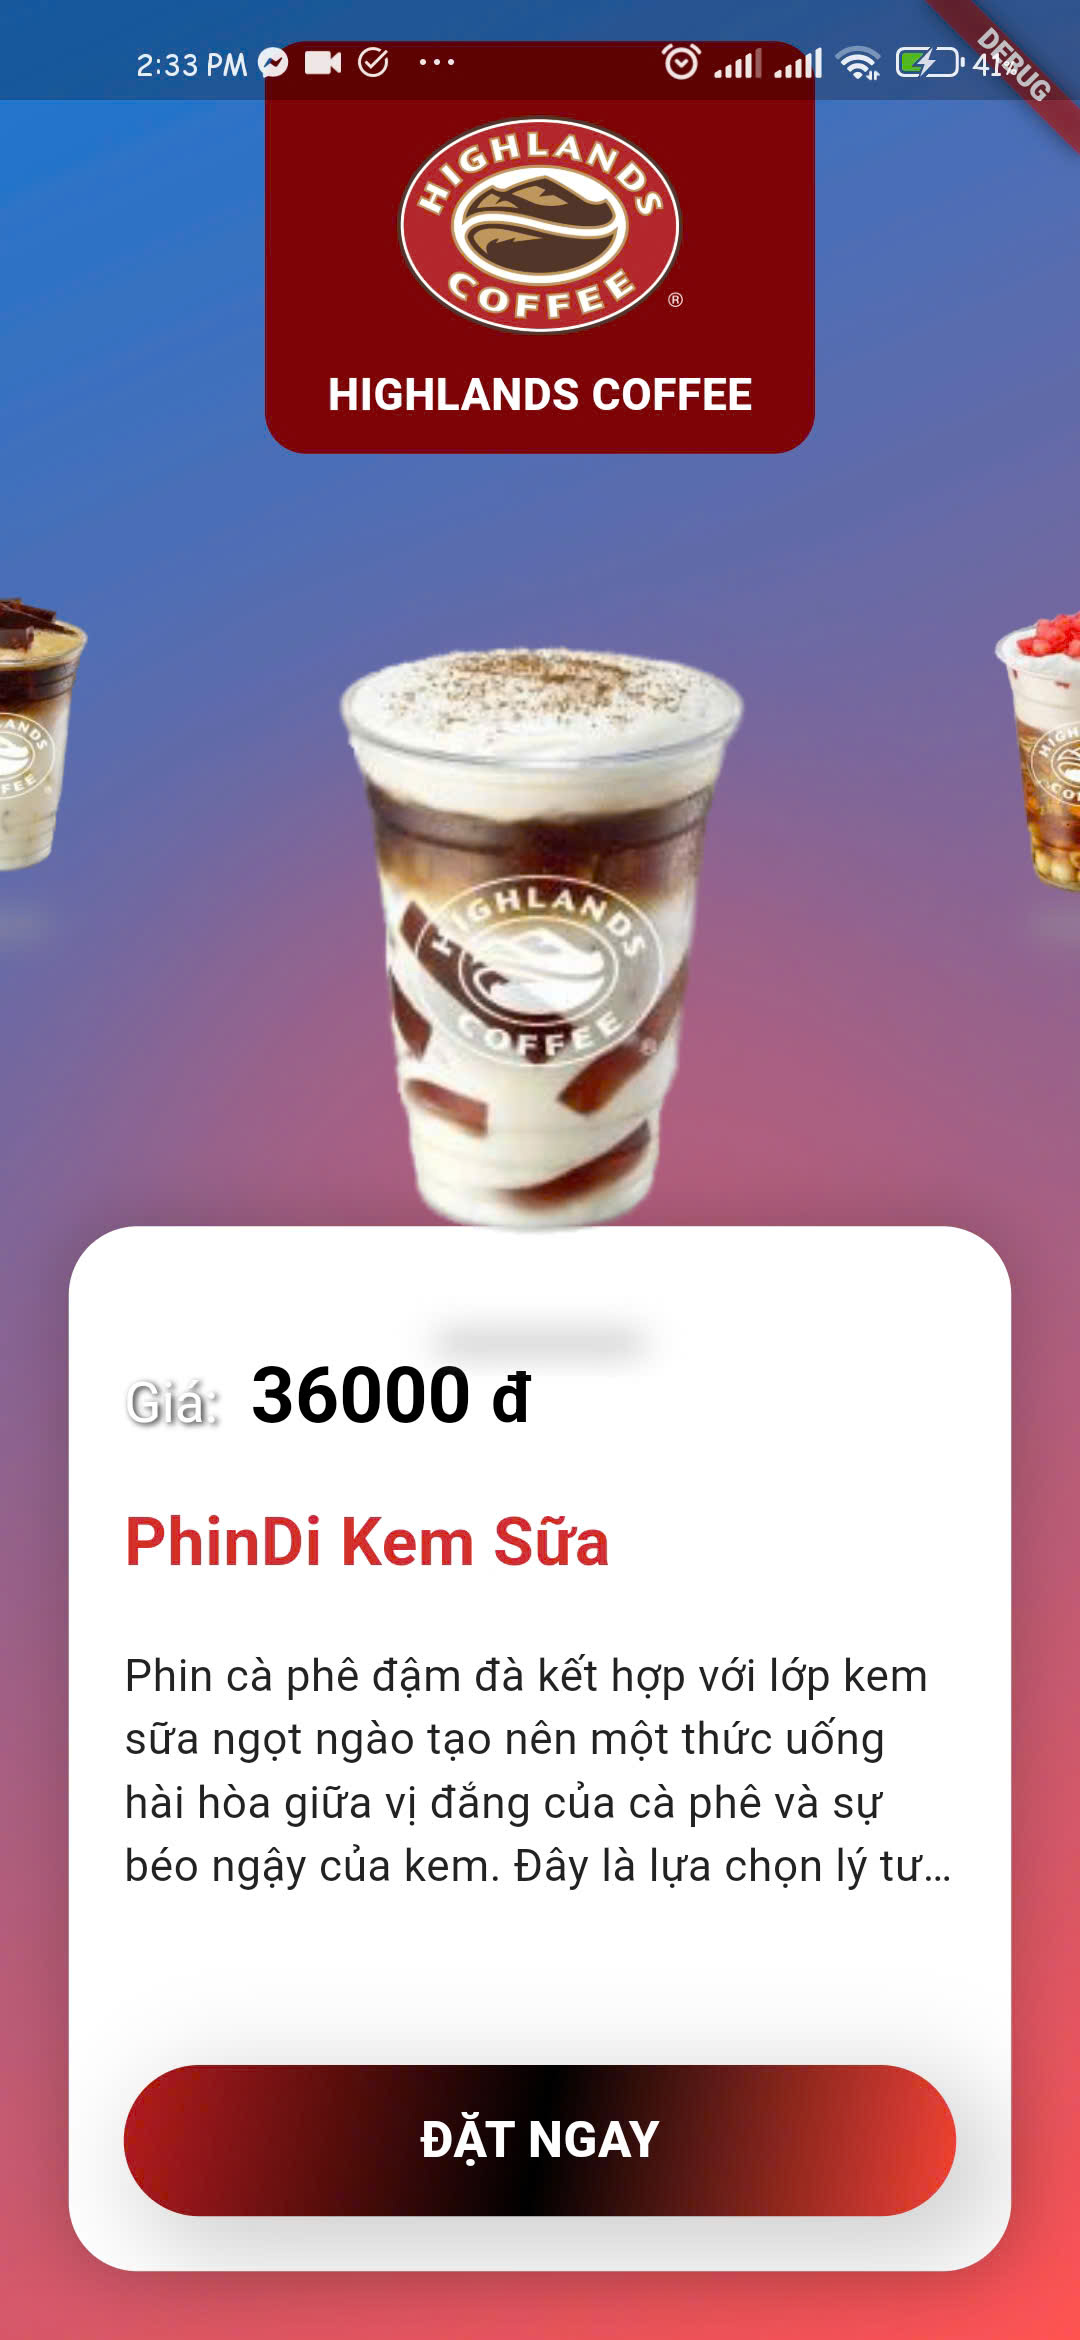 2:33 PM
DEBUG
HIGHLANDS
COFFEE
®
HIGHLANDS COFFEE
HIGHLANDS
COFFEE
®
Giá: 36000 đ
PhinDi Kem Sữa
Phin cà phê đậm đà kết hợp với lớp kem
sữa ngọt ngào tạo nên một thức uống
hài hòa giữa vị đắng của cà phê và sự
béo ngậy của kem. Đây là lựa chọn lý tư...
ĐẶT NGAY